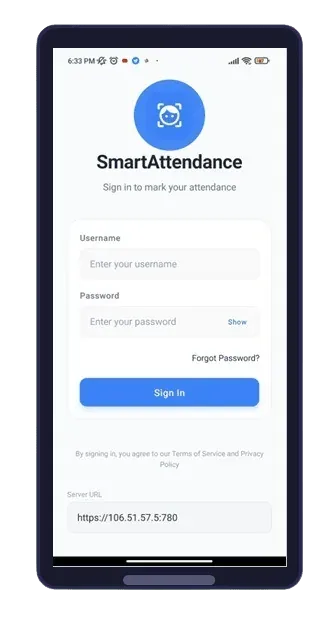 6:33 PM
SmartAttendance
Sign in to mark your attendance
Username
Enter your username
Password
Enter your password Show
Forgot Password?
Sign In
By signing in, you agree to our Terms of Service and Privacy
Policy
Server URL
https://106.51.57.5:780